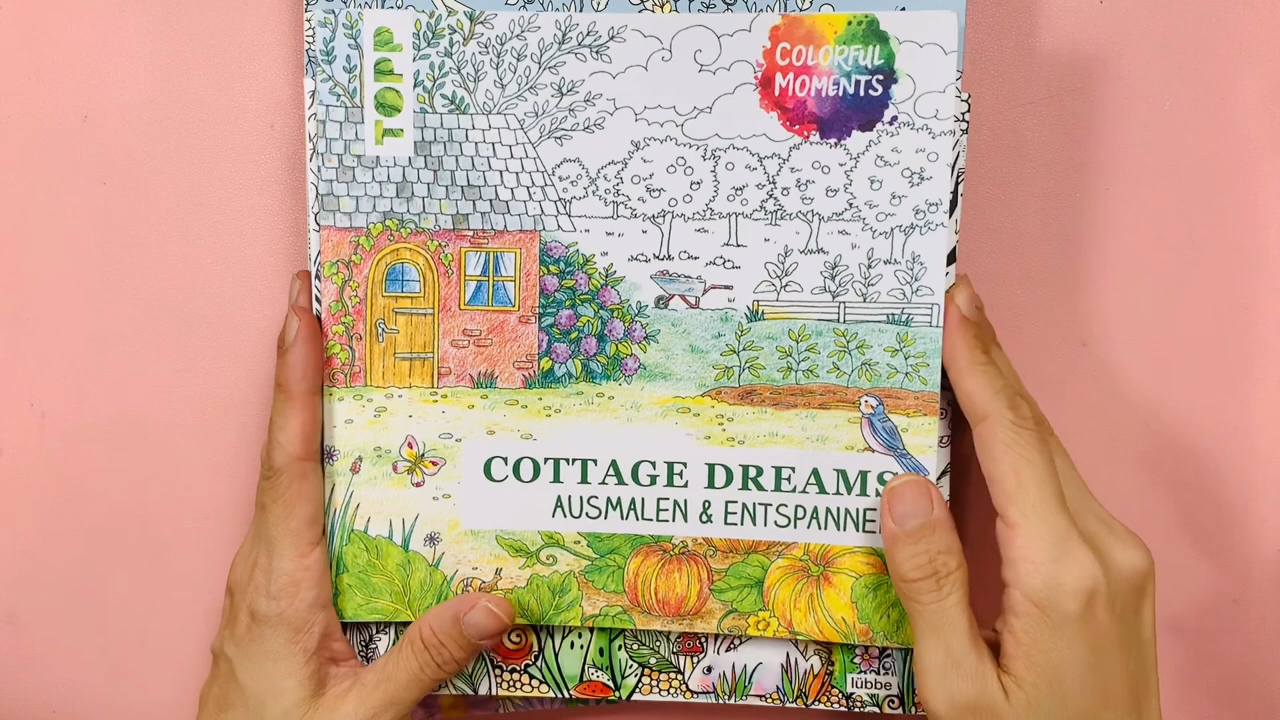 TOPP
COLORFUL
MOMENTS
COTTAGE DREAMS
AUSMALEN & ENTSPANNE
lübbe